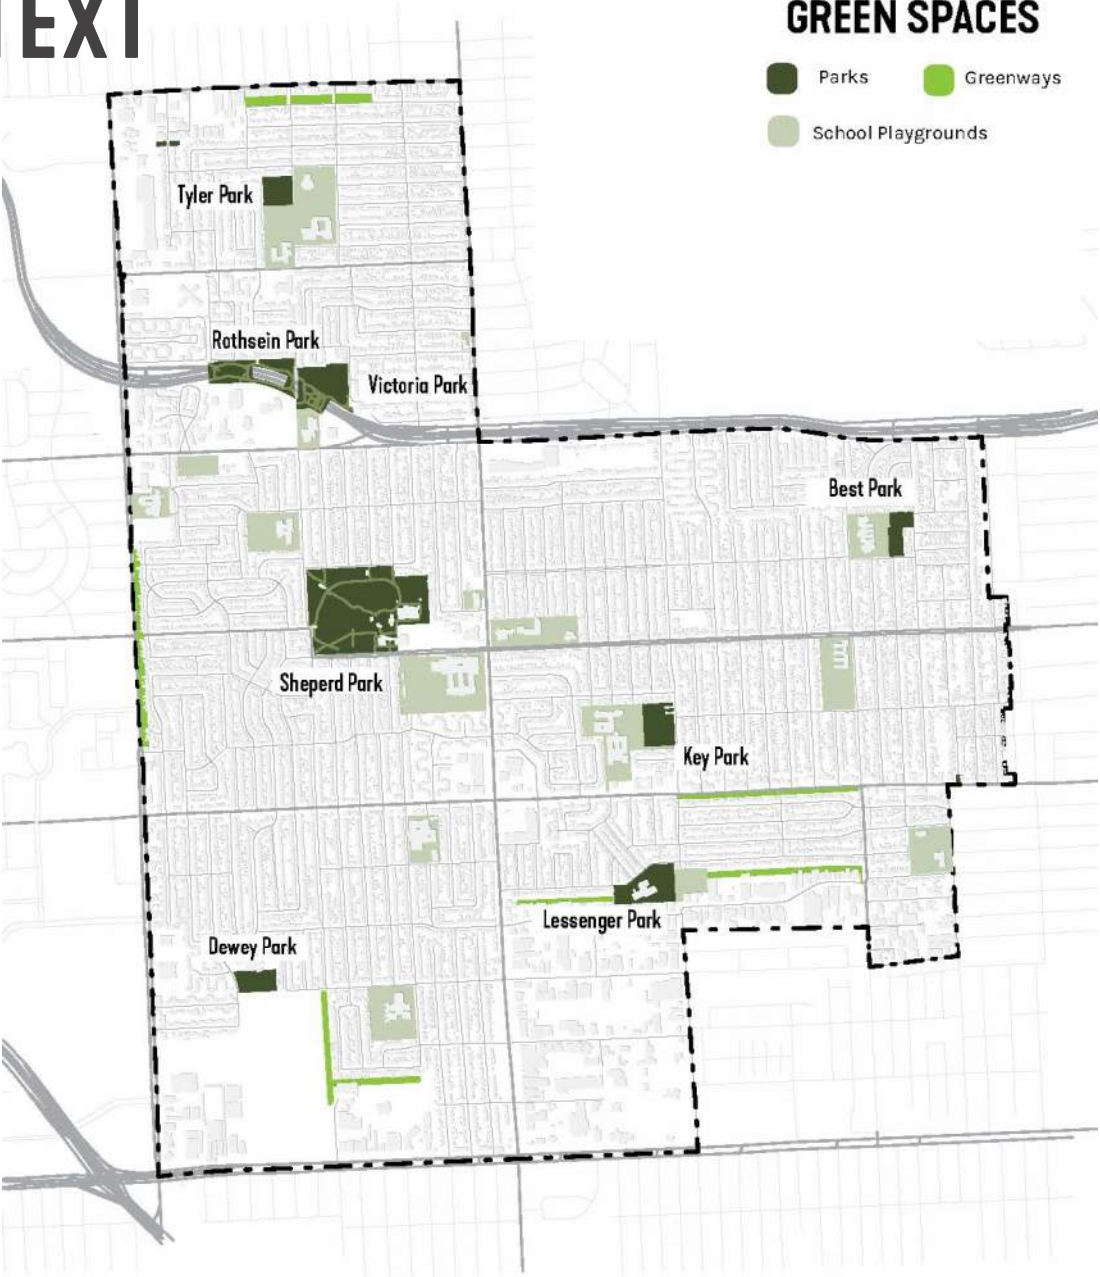 EXT
GREEN SPACES
Parks
Greenways
School Playgrounds
Tyler Park
Rothsein Park
Victoria Park
Best Park
Sheperd Park
Key Park
Lessenger Park
Dewey Park